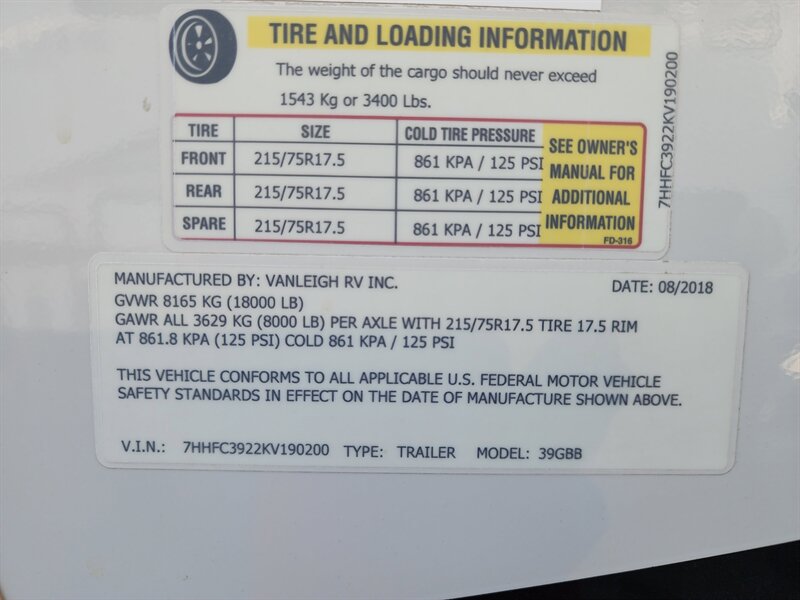 TIRE AND LOADING INFORMATION
The weight of the cargo should never exceed
1543 Kg or 3400 Lbs.
TIRE SIZE COLD TIRE PRESSURE
FRONT 215/75R17.5 861 KPA / 125 PSI
REAR 215/75R17.5 861 KPA / 125 PSI
SPARE 215/75R17.5 861 KPA / 125 PSI
SEE OWNER'S
MANUAL FOR
ADDITIONAL
INFORMATION
FD-316
7HHFC3922KV190200
MANUFACTURED BY: VANLEIGH RV INC. DATE: 08/2018
GVWR 8165 KG (18000 LB)
GAWR ALL 3629 KG (8000 LB) PER AXLE WITH 215/75R17.5 TIRE 17.5 RIM
AT 861.8 KPA (125 PSI) COLD 861 KPA / 125 PSI
THIS VEHICLE CONFORMS TO ALL APPLICABLE U.S. FEDERAL MOTOR VEHICLE
SAFETY STANDARDS IN EFFECT ON THE DATE OF MANUFACTURE SHOWN ABOVE.
V.I.N.: 7HHFC3922KV190200 TYPE: TRAILER MODEL: 39GBB